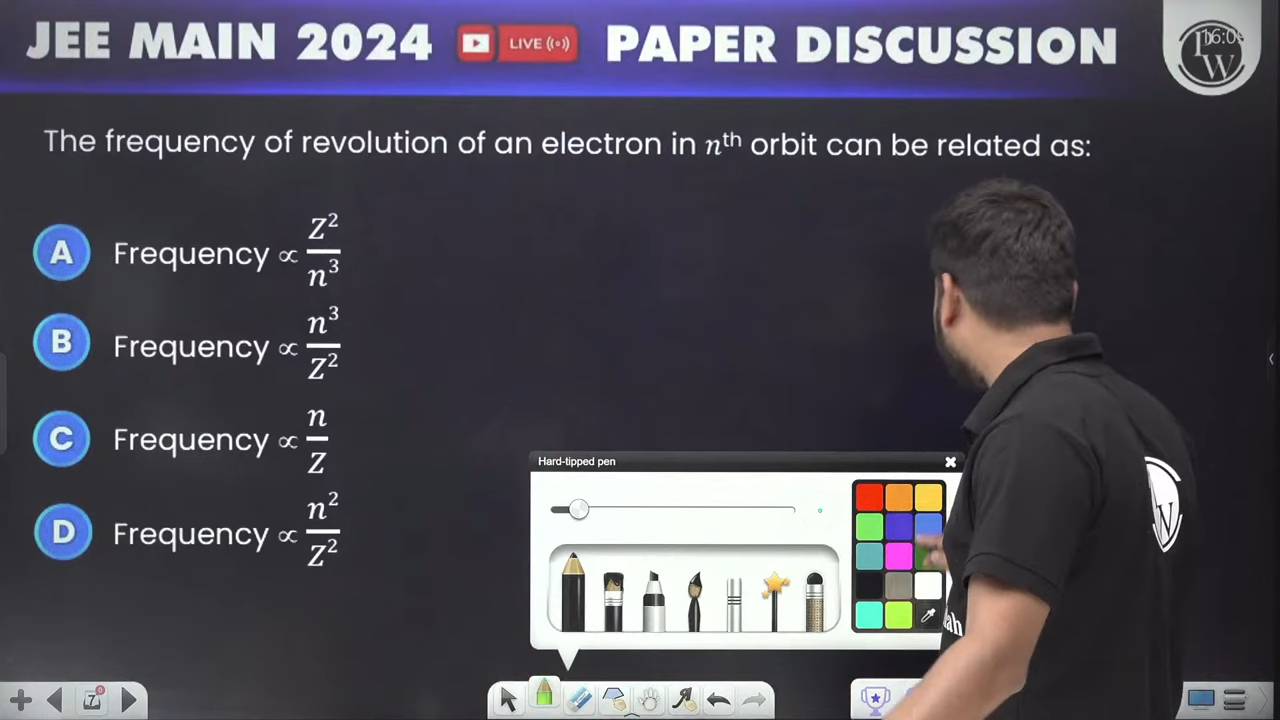 JEE MAIN 2024 LIVE PAPER DISCUSSION
The frequency of revolution of an electron in nᵗʰ orbit can be related as:
A Frequency ∝ Z²/n³
B Frequency ∝ n³/Z²
C Frequency ∝ n/Z
D Frequency ∝ n²/Z²
Hard-tipped pen